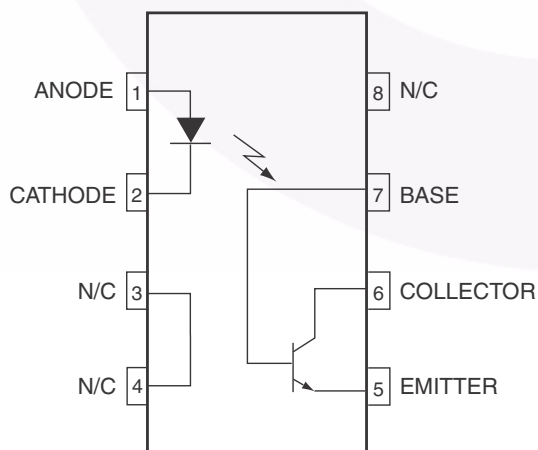 ANODE 1
8 N/C
CATHODE 2
7 BASE
N/C 3
6 COLLECTOR
N/C 4
5 EMITTER